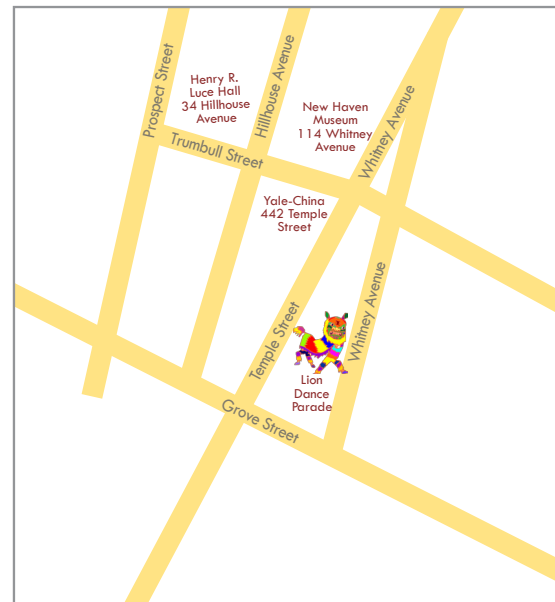 Prospect Street
Henry R.
Luce Hall
34 Hillhouse
Avenue
Hillhouse Avenue
New Haven
Museum
114 Whitney
Avenue
Whitney Avenue
Trumbull Street
Yale-China
442 Temple
Street
Temple Street
Whitney Avenue
Lion
Dance
Parade
Grove Street